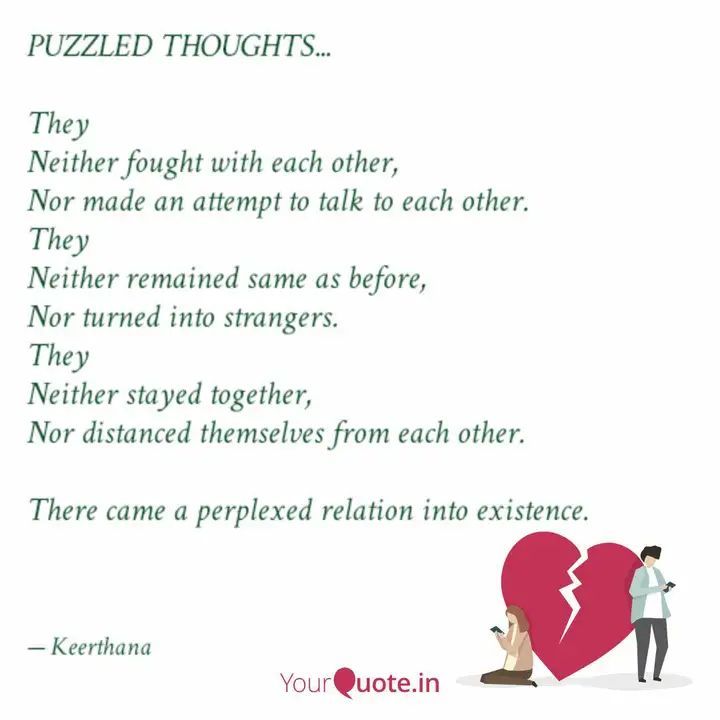 PUZZLED THOUGHTS...
They
Neither fought with each other,
Nor made an attempt to talk to each other.
They
Neither remained same as before,
Nor turned into strangers.
They
Neither stayed together,
Nor distanced themselves from each other.
There came a perplexed relation into existence.
— Keerthana
YourQuote.in